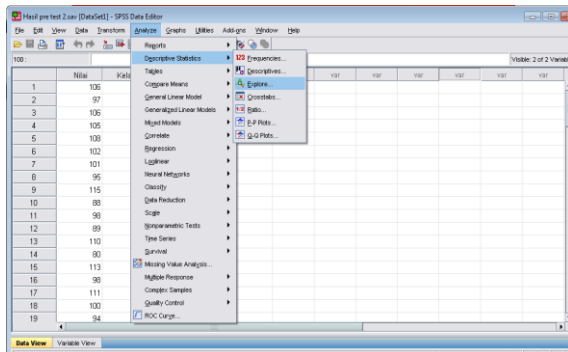 Hasil pre test 2.sav [DataSet1] - SPSS Data Editor
File Edit View Data Transform Analyze Graphs Utilities Add-ons Window Help
108 :
Visible: 2 of 2 Variabl
Nilai Kela
var var var var var var
1 106
2 97
3 106
4 105
5 108
6 102
7 101
8 95
9 115
10 88
11 98
12 89
13 110
14 80
15 113
16 98
17 111
18 100
19 94
Reports
Descriptive Statistics
Tables
Compare Means
General Linear Model
Generalized Linear Models
Mixed Models
Correlate
Regression
Loglinear
Neural Networks
Classify
Data Reduction
Scale
Nonparametric Tests
Time Series
Survival
Missing Value Analysis...
Multiple Response
Complex Samples
Quality Control
ROC Curve...
123 Frequencies...
Descriptives...
Explore...
Crosstabs...
1/2 Ratio...
P-P Plots...
Q-Q Plots...
Data View Variable View